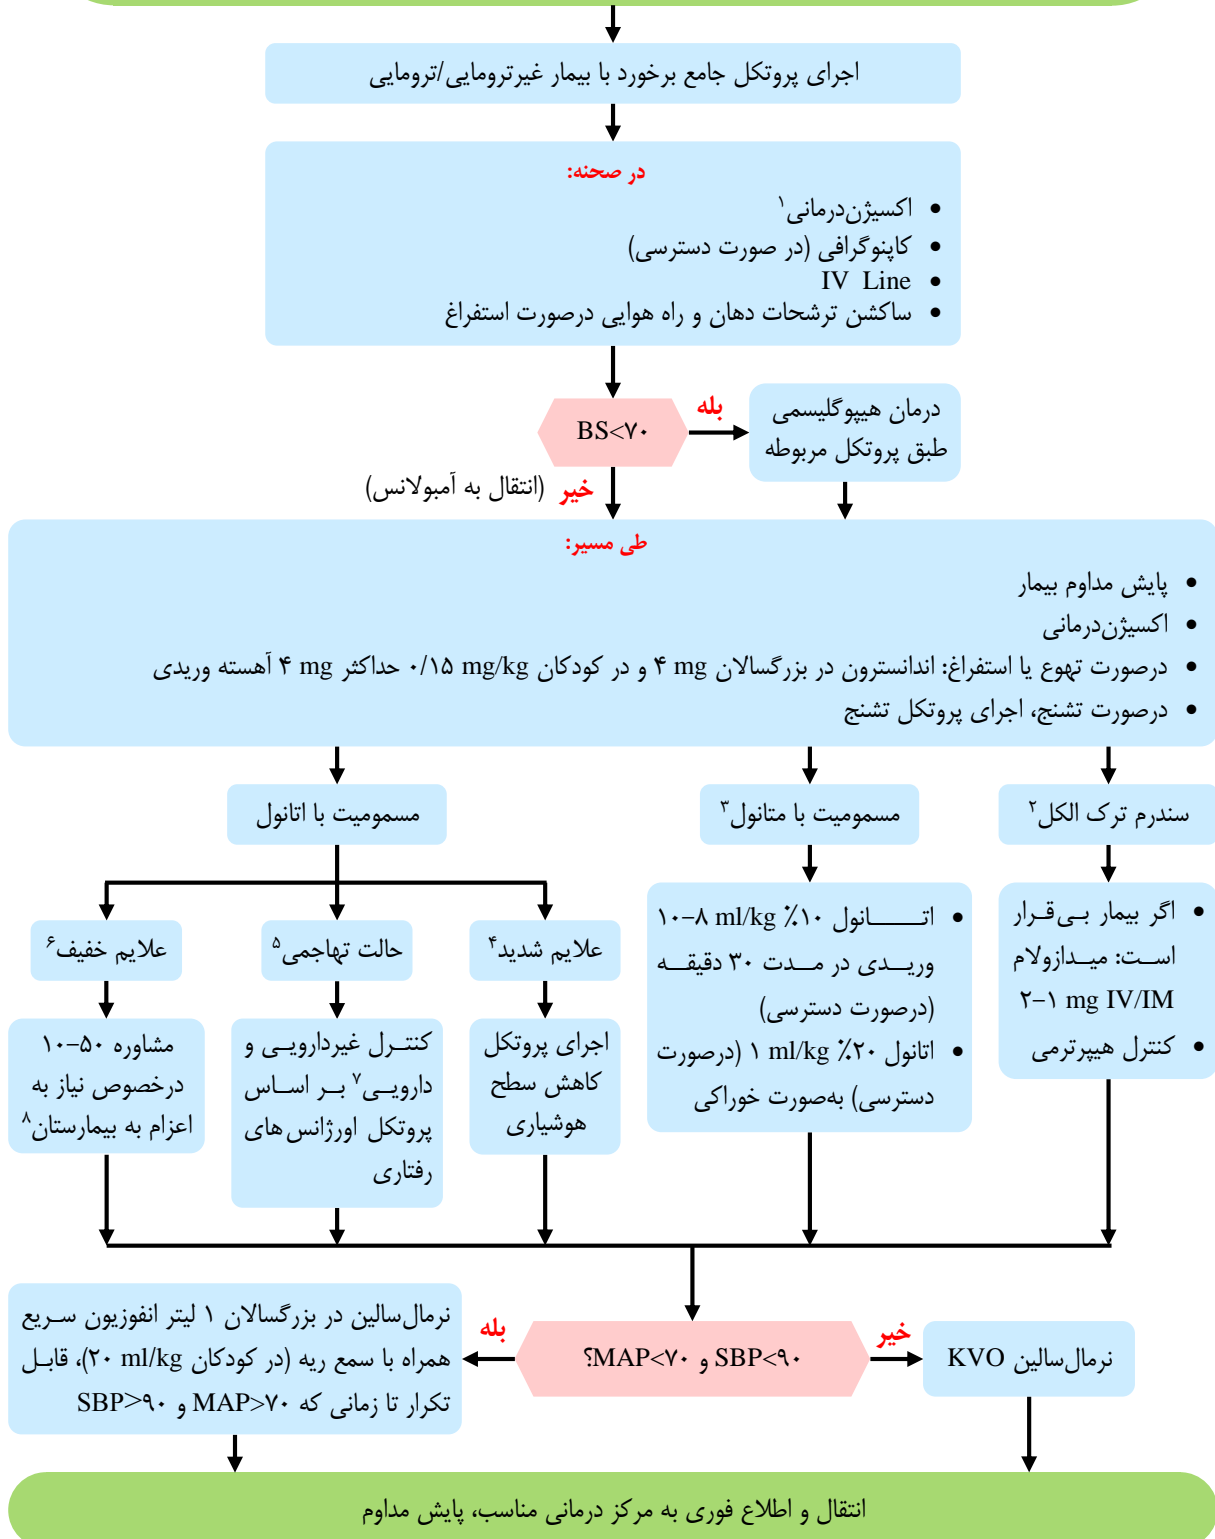 اجرای پروتکل جامع برخورد با بیمار غیرترومایی/ترومایی
در صحنه:
• اکسیژن‌درمانی۱
• کاپنوگرافی (در صورت دسترسی)
• IV Line
• ساکشن ترشحات دهان و راه هوایی درصورت استفراغ
BS<۷۰
بله
درمان هیپوگلیسمی
طبق پروتکل مربوطه
خیر (انتقال به آمبولانس)
طی مسیر:
• پایش مداوم بیمار
• اکسیژن‌درمانی
• درصورت تهوع یا استفراغ: اندانسترون در بزرگسالان ۴ mg و در کودکان ۰/۱۵ mg/kg حداکثر ۴ mg آهسته وریدی
• درصورت تشنج، اجرای پروتکل تشنج
سندرم ترک الکل۲
• اگر بیمار بی‌قرار
است: میدازولام
۲-۱ mg IV/IM
• کنترل هیپرترمی
مسمومیت با متانول۳
• اتانول ۱۰٪ ۱۰-۸ ml/kg
وریدی در مدت ۳۰ دقیقه
(درصورت دسترسی)
• اتانول ۲۰٪ ۱ ml/kg (درصورت
دسترسی) به‌صورت خوراکی
مسمومیت با اتانول
علایم شدید۴
اجرای پروتکل
کاهش سطح
هوشیاری
حالت تهاجمی۵
کنترل غیردارویی و
دارویی۷ بر اساس
پروتکل اورژانس‌های
رفتاری
علایم خفیف۶
مشاوره ۵۰-۱۰
درخصوص نیاز به
اعزام به بیمارستان۸
SBP<۹۰ و MAP<۷۰؟
خیر
نرمال‌سالین KVO
بله
نرمال‌سالین در بزرگسالان ۱ لیتر انفوزیون سریع
همراه با سمع ریه (در کودکان ۲۰ ml/kg)، قابل
تکرار تا زمانی که MAP>۷۰ و SBP>۹۰
انتقال و اطلاع فوری به مرکز درمانی مناسب، پایش مداوم